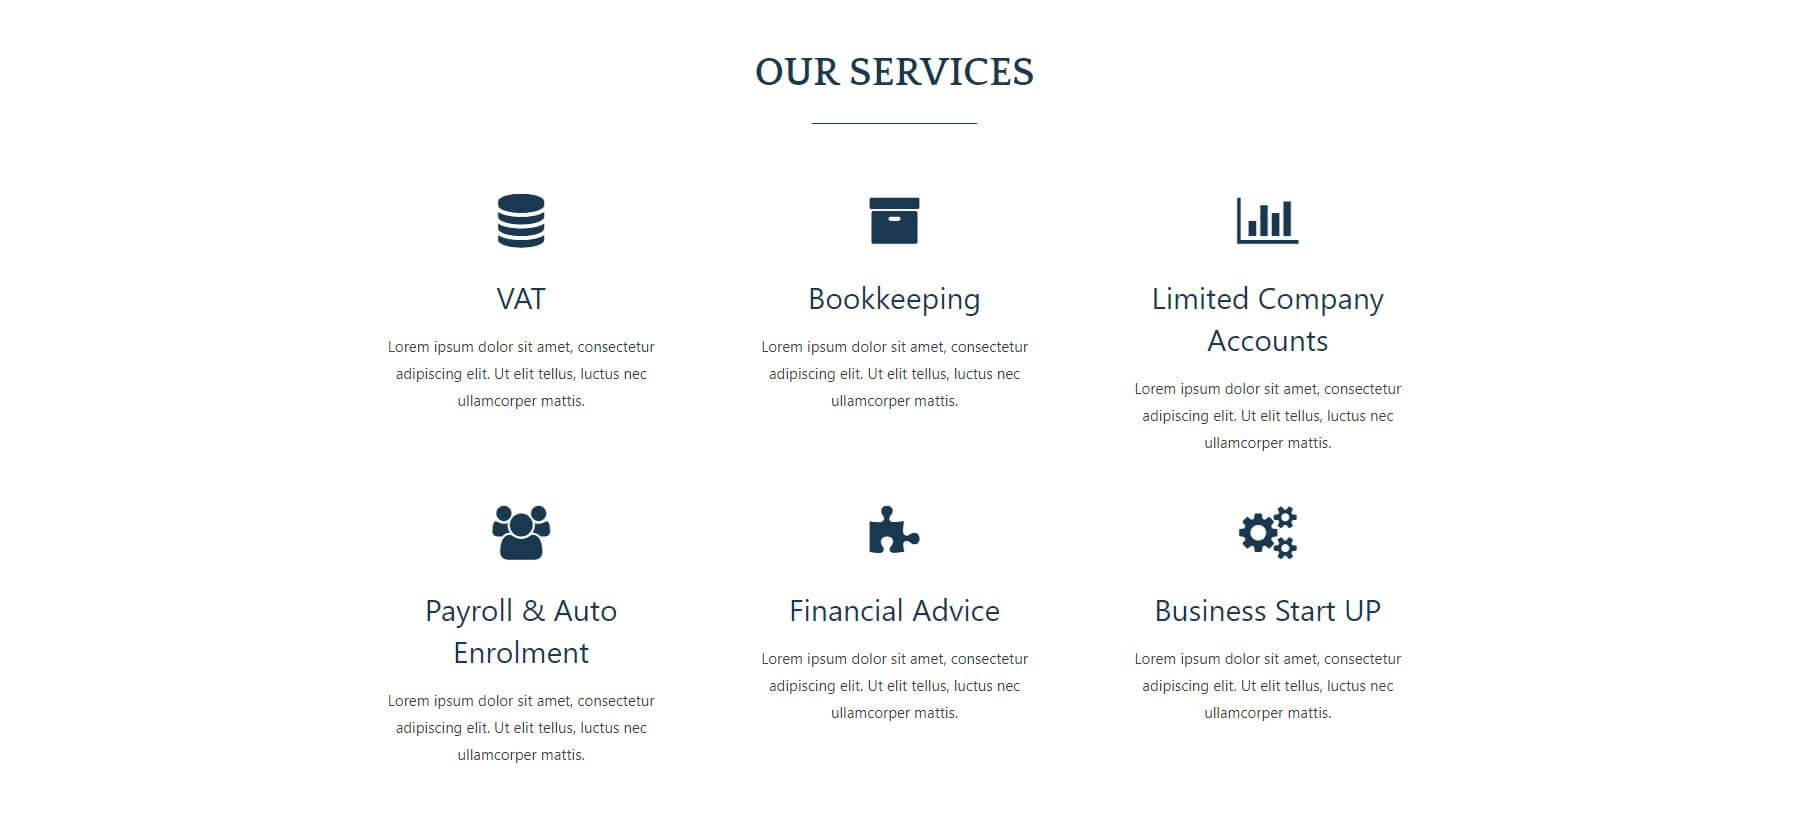 OUR SERVICES
VAT
Lorem ipsum dolor sit amet, consectetur
adipiscing elit. Ut elit tellus, luctus nec
ullamcorper mattis.
Bookkeeping
Lorem ipsum dolor sit amet, consectetur
adipiscing elit. Ut elit tellus, luctus nec
ullamcorper mattis.
Limited Company
Accounts
Lorem ipsum dolor sit amet, consectetur
adipiscing elit. Ut elit tellus, luctus nec
ullamcorper mattis.
Payroll & Auto
Enrolment
Lorem ipsum dolor sit amet, consectetur
adipiscing elit. Ut elit tellus, luctus nec
ullamcorper mattis.
Financial Advice
Lorem ipsum dolor sit amet, consectetur
adipiscing elit. Ut elit tellus, luctus nec
ullamcorper mattis.
Business Start UP
Lorem ipsum dolor sit amet, consectetur
adipiscing elit. Ut elit tellus, luctus nec
ullamcorper mattis.